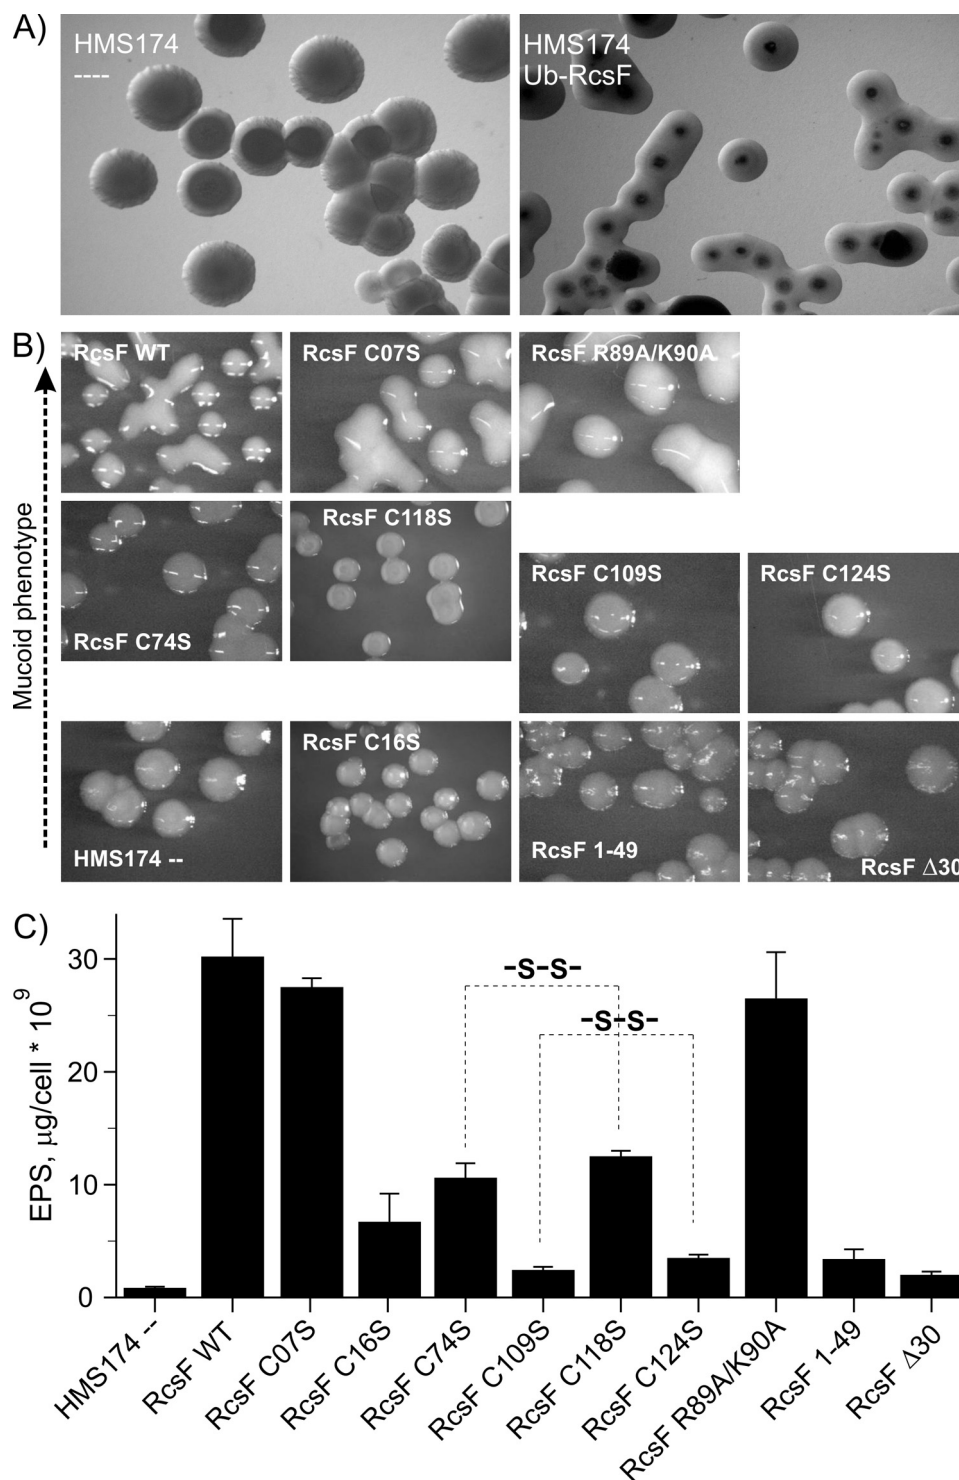 A)
HMS174
----
HMS174
Ub-RcsF
B)
Mucoid phenotype
RcsF WT
RcsF C07S
RcsF R89A/K90A
RcsF C74S
RcsF C118S
RcsF C109S
RcsF C124S
HMS174 --
RcsF C16S
RcsF 1-49
RcsF Δ30
C)
EPS, μg/cell * 10⁹
30
20
10
0
-S-S-
-S-S-
HMS174 --
RcsF WT
RcsF C07S
RcsF C16S
RcsF C74S
RcsF C109S
RcsF C118S
RcsF C124S
RcsF R89A/K90A
RcsF 1-49
RcsF Δ30